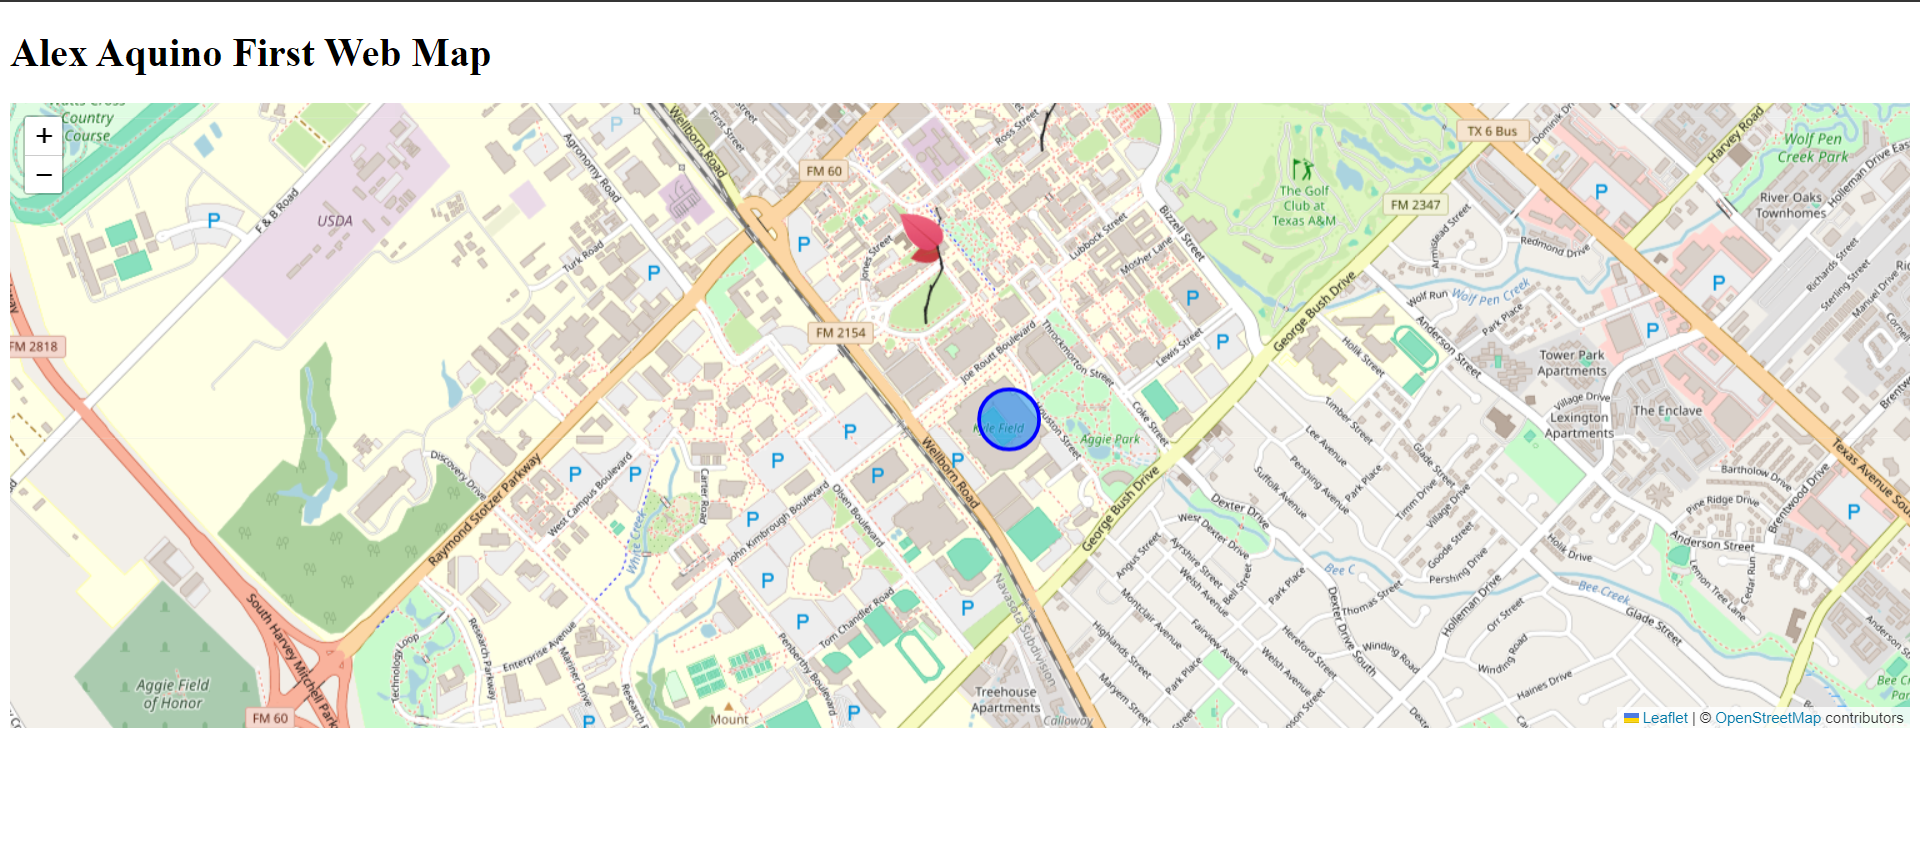 Alex Aquino First Web Map
Country
Course
+
−
First Street
Ross Street
Wellborn Road
Agronomy Road
FM 60
TX 6 Bus
Harvey Road
Wolf Pen
Creek Park
River Oaks
Townhomes
The Golf
Club at
Texas A&M
FM 2347
F & B Road
USDA
P
Turk Road
Jones Street
Lubbock Street
Mosher Lane
Bizzell Street
Armistead Street
Redmond Drive
Richards Street
Sterling Street
Manuel Drive
Wolf Run
Wolf Pen Creek
Park Place
George Bush Drive
Anderson Street
FM 2818
FM 2154
Joe Routt Boulevard
Throckmorton Street
Lewis Street
Holik Street
Tower Park
Apartments
Village Drive
Lexington
Apartments
The Enclave
Kyle Field
Houston Street
Aggie Park
Coke Street
Timber Street
Lee Avenue
Pershing Avenue
Suffolk Avenue
Park Place
Glade Street
Timm Drive
Village Drive
Goode Street
Pershing Drive
Bartholow Drive
Pine Ridge Drive
Brentwood Drive
Discovery Drive
Raymond Stotzer Parkway
West Campus Boulevard
Carter Road
White Creek
John Kimbrough Boulevard
Olsen Boulevard
Wellborn Road
George Bush Drive
Dexter Drive
West Dexter Drive
Angus Street
Ayrshire Street
Welsh Avenue
Bell Street
Park Place
Bee C
Thomas Street
Holik Drive
Anderson Street
Lemon Tree Lane
Cedar Run
Bee Creek
Glade Street
Holleman Drive
Orr Street
Winding Road
Winding Road
Haines Drive
Dexter Drive South
Montclair Avenue
Fairview Avenue
Hereford Street
Highlands Street
Welsh Avenue
Park Place
Maryem Street
South Harvey Mitchell Park
Research Parkway
Technology Loop
Enterprise Avenue
Mariner Drive
Tom Chandler Road
Penberthy Boulevard
Navasota Subdivision
Aggie Field
of Honor
FM 60
Mount
Treehouse
Apartments
Calloway
Leaflet | © OpenStreetMap contributors